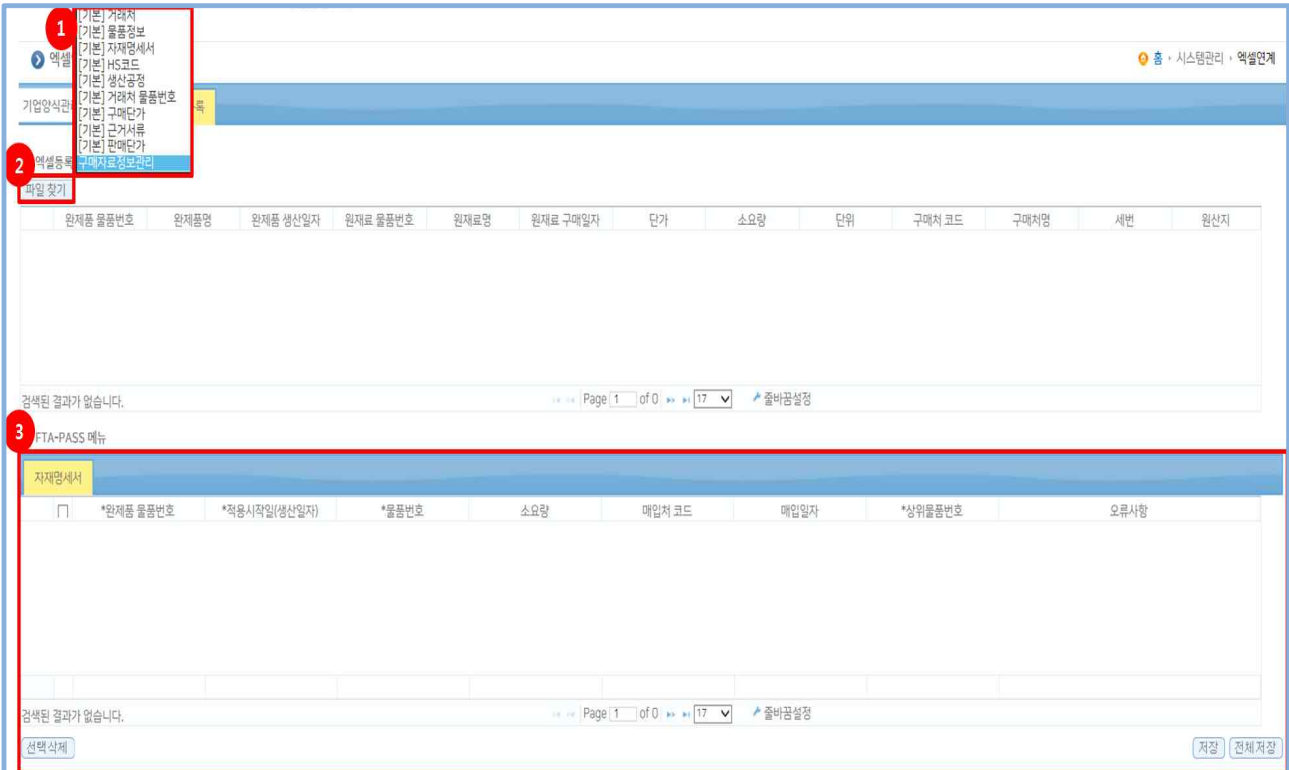 1
[기본] 거래처
[기본] 물품정보
[기본] 자재명세서
[기본] HS코드
[기본] 생산공정
[기본] 거래처 물품번호
[기본] 구매단가
[기본] 근거서류
[기본] 판매단가
구매자료정보관리
엑셀
홈 › 시스템관리 › 엑셀연계
기업양식관
록
2
엑셀등록
파일 찾기
완제품 물품번호 완제품명 완제품 생산일자 원재료 물품번호 원재료명 원재료 구매일자 단가 소요량 단위 구매처 코드 구매처명 세번 원산지
검색된 결과가 없습니다. Page 1 of 0 17 줄바꿈설정
3
FTA-PASS 메뉴
자재명세서
*완제품 물품번호 *적용시작일(생산일자) *물품번호 소요량 매입처 코드 매입일자 *상위물품번호 오류사항
검색된 결과가 없습니다. Page 1 of 0 17 줄바꿈설정
선택삭제 저장 전체저장